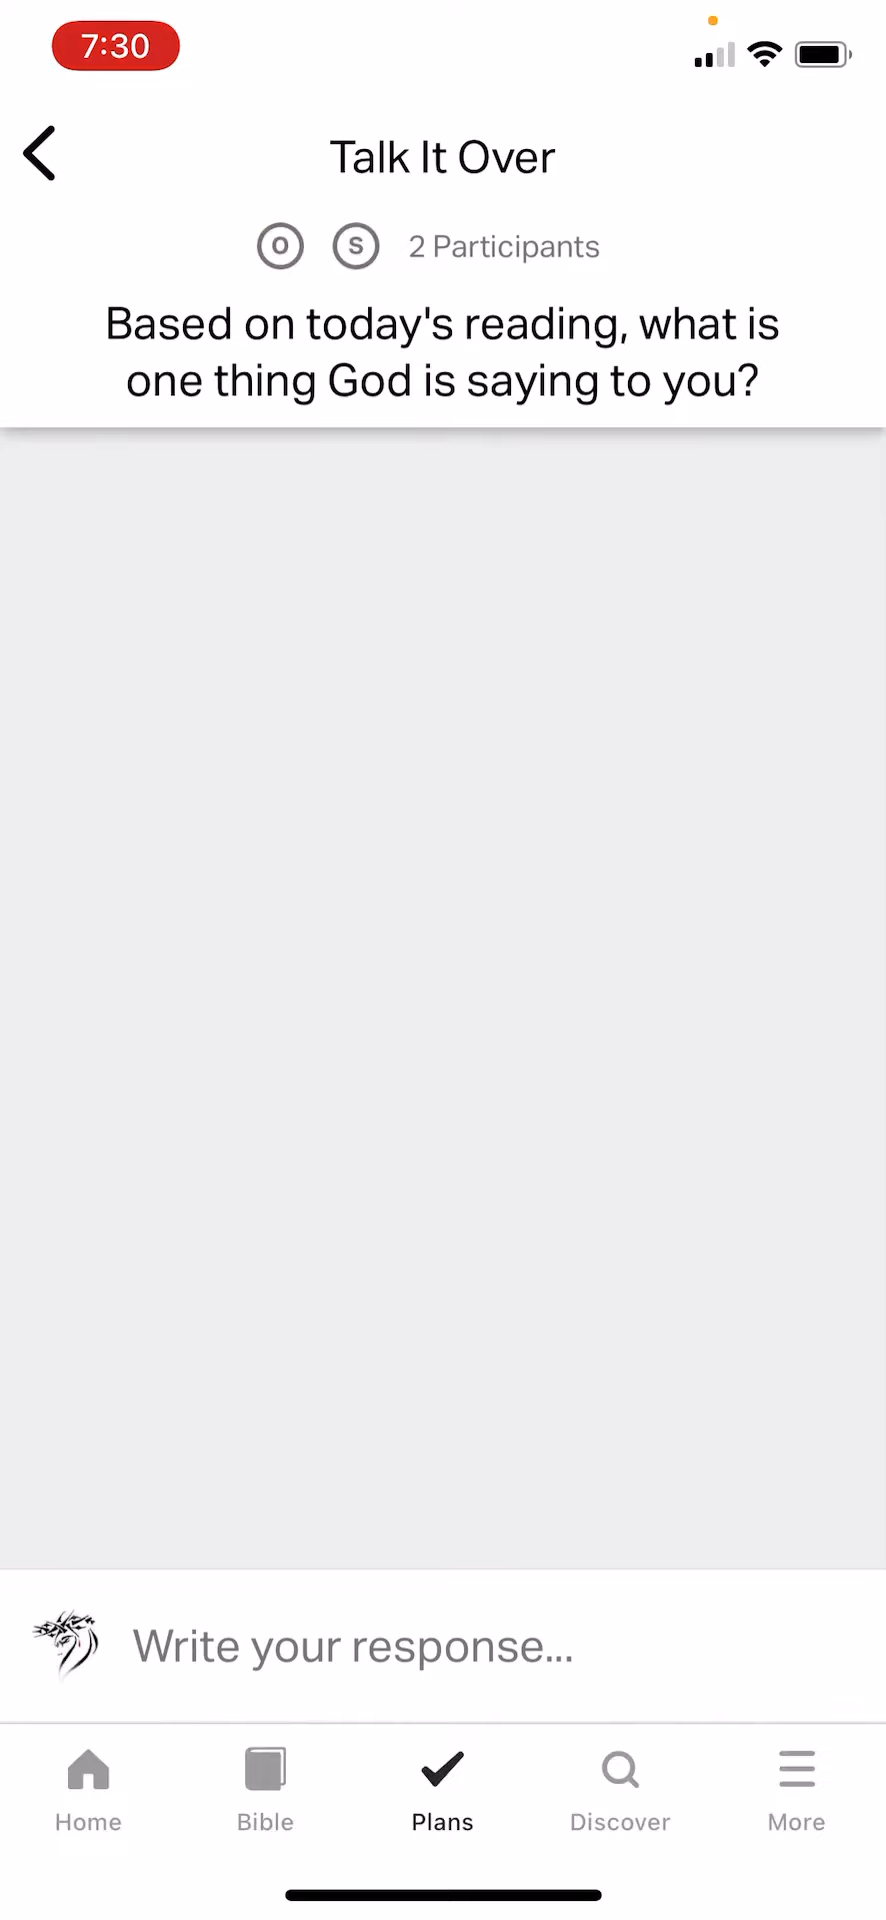 7:30
Talk It Over
O S 2 Participants
Based on today's reading, what is
one thing God is saying to you?
Write your response...
Home Bible Plans Discover More